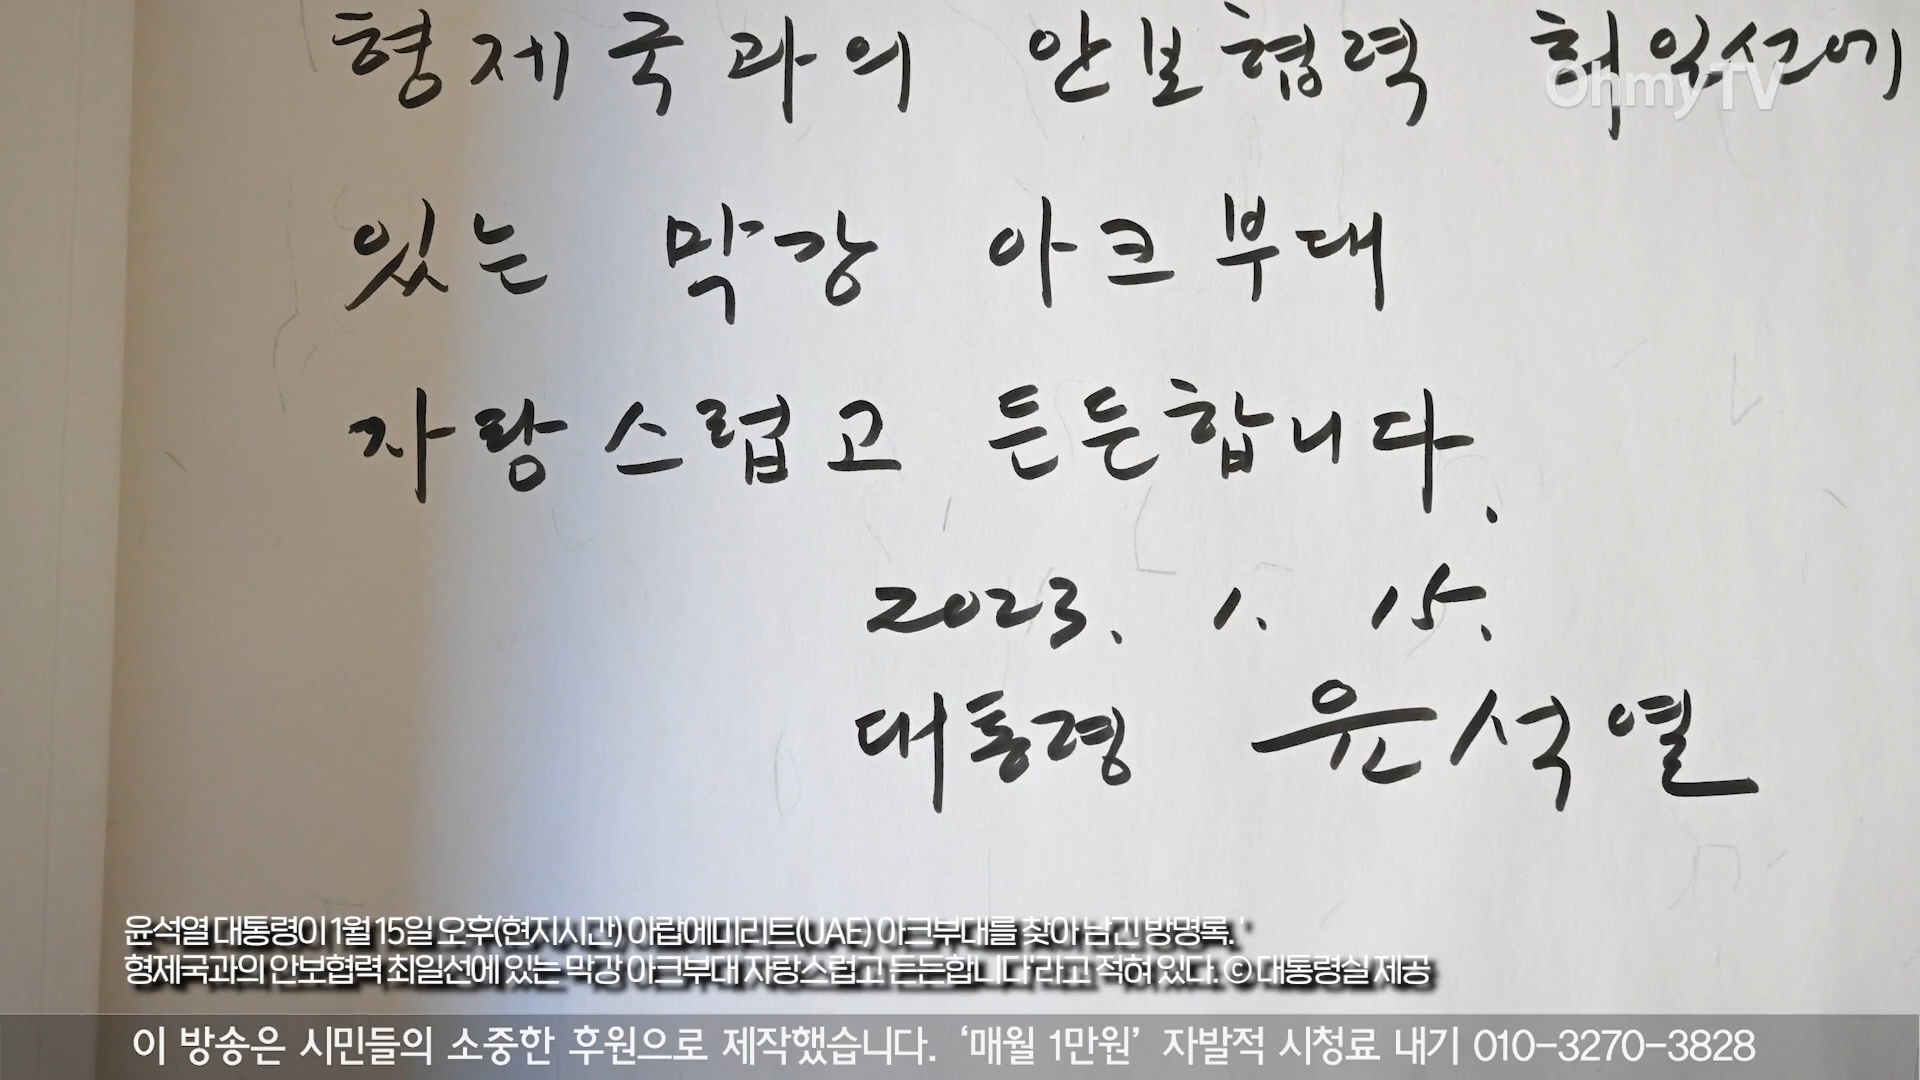 형제국과의 안보협력 최일선에
OhmyTV
있는 막강 아크부대
자랑스럽고 든든합니다.
2023. 1. 15.
대통령 윤석열
윤석열 대통령이 1월 15일 오후(현지시간) 아랍에미리트(UAE) 아크부대를 찾아 남긴 방명록. '
형제국과의 안보협력 최일선에 있는 막강 아크부대 자랑스럽고 든든합니다'라고 적혀 있다. © 대통령실 제공
이 방송은 시민들의 소중한 후원으로 제작했습니다. ‘매월 1만원’ 자발적 시청료 내기 010-3270-3828